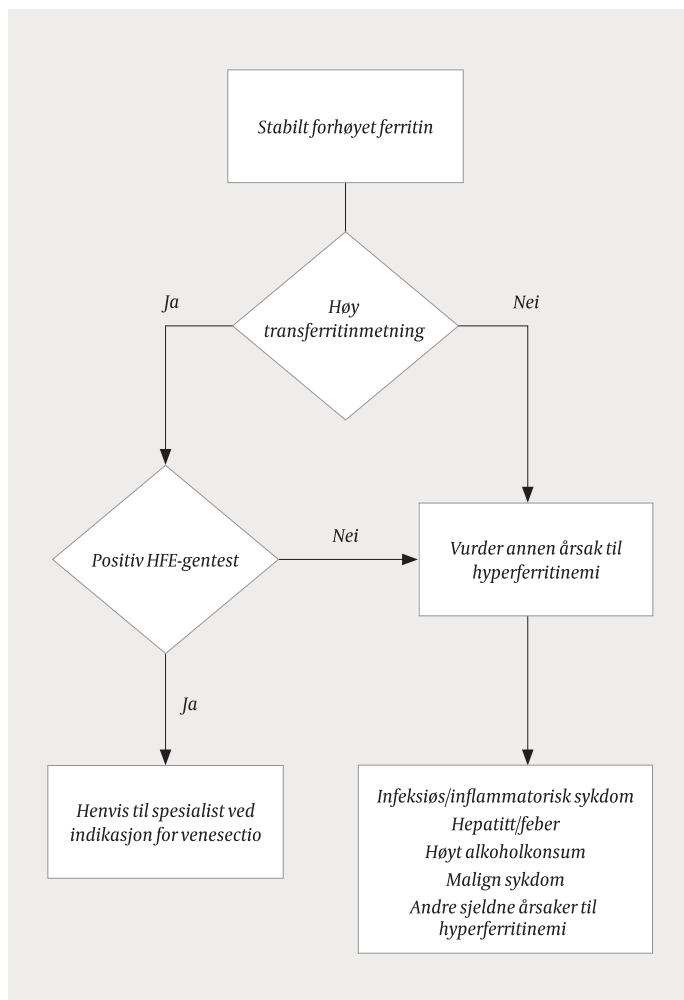 Stabilt forhøyet ferritin
Ja
Nei
Høy
transferritinmetning
Nei
Positiv HFE-gentest
Vurder annen årsak til
hyperferritinemi
Ja
Henvis til spesialist ved
indikasjon for venesectio
Infeksiøs/inflammatorisk sykdom
Hepatitt/feber
Høyt alkoholkonsum
Malign sykdom
Andre sjeldne årsaker til
hyperferritinemi